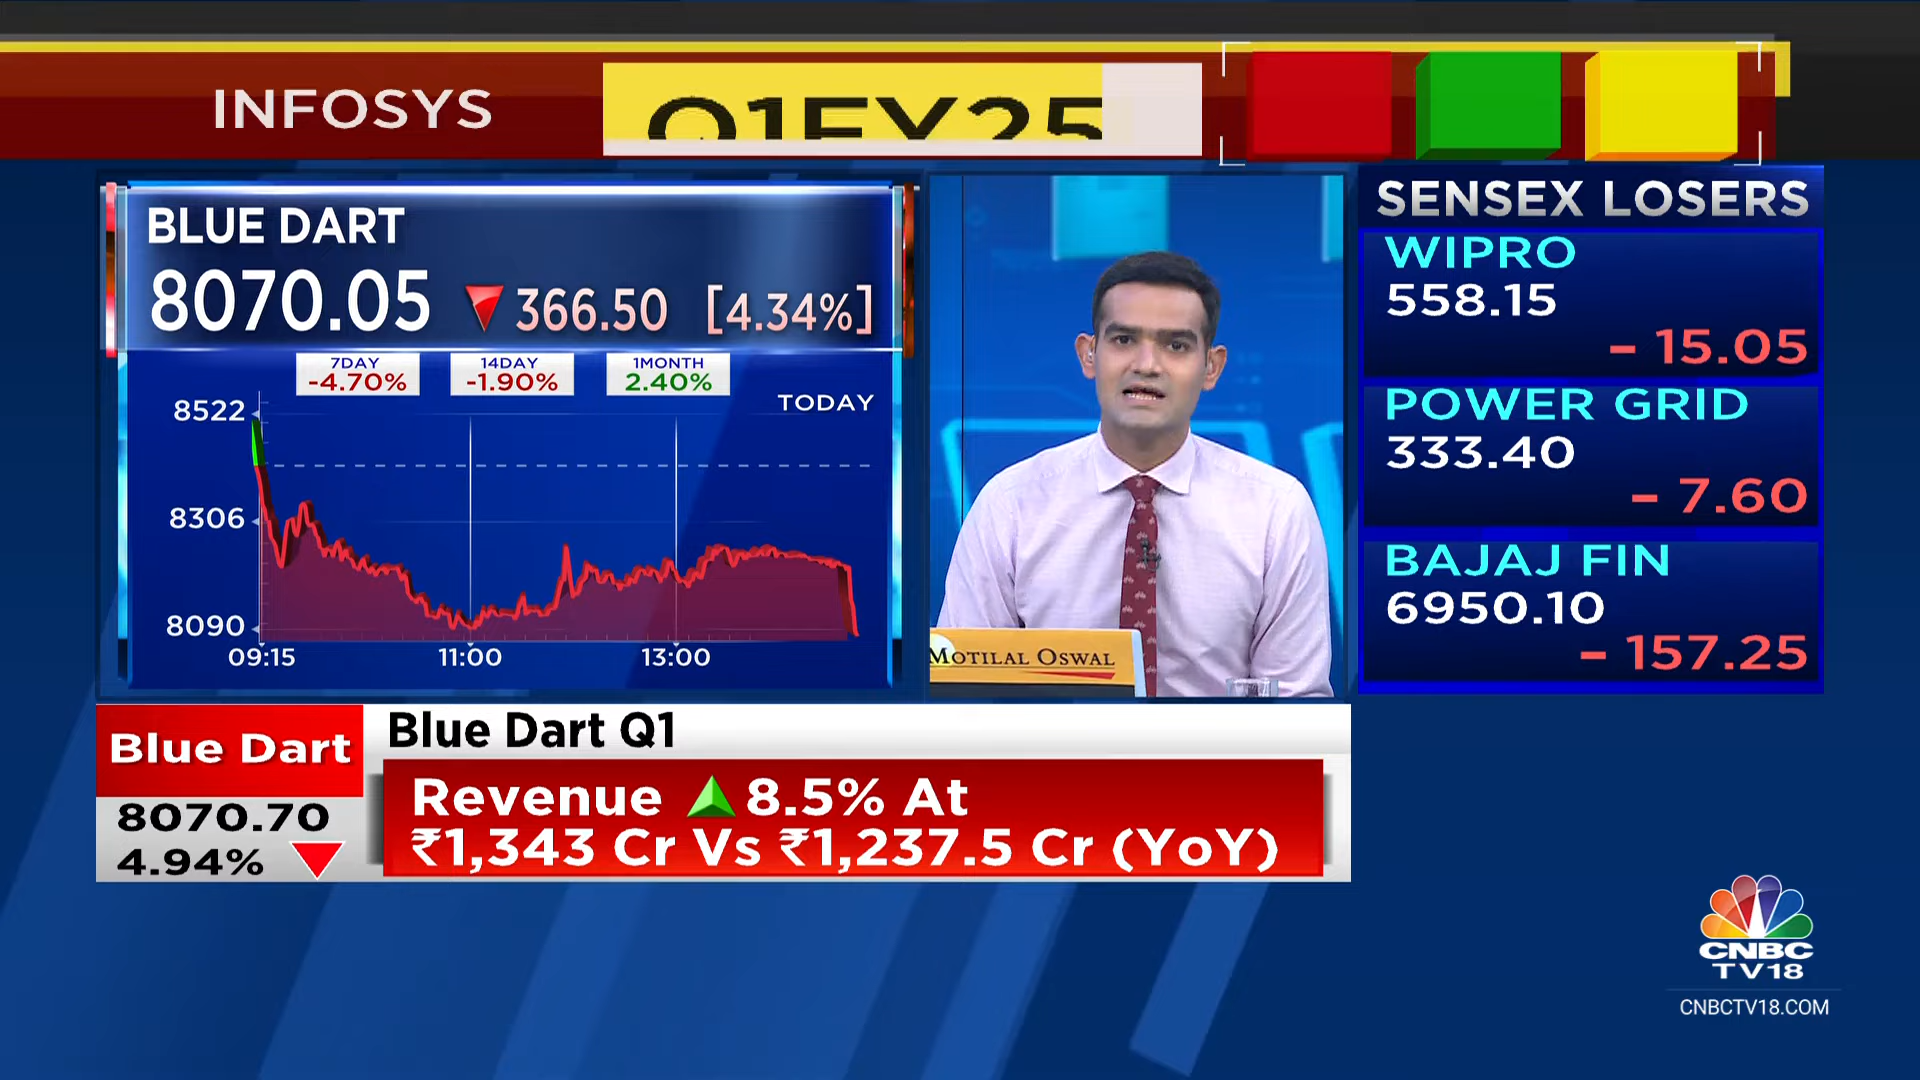 INFOSYS
Q1FY25
BLUE DART
8070.05 366.50 [4.34%]
7DAY
-4.70%
14DAY
-1.90%
1MONTH
2.40%
TODAY
8522
8306
8090
09:15 11:00 13:00
MOTILAL OSWAL
SENSEX LOSERS
WIPRO
558.15
- 15.05
POWER GRID
333.40
- 7.60
BAJAJ FIN
6950.10
- 157.25
Blue Dart
8070.70
4.94%
Blue Dart Q1
Revenue 8.5% At
₹1,343 Cr Vs ₹1,237.5 Cr (YoY)
CNBC
TV18
CNBCTV18.COM